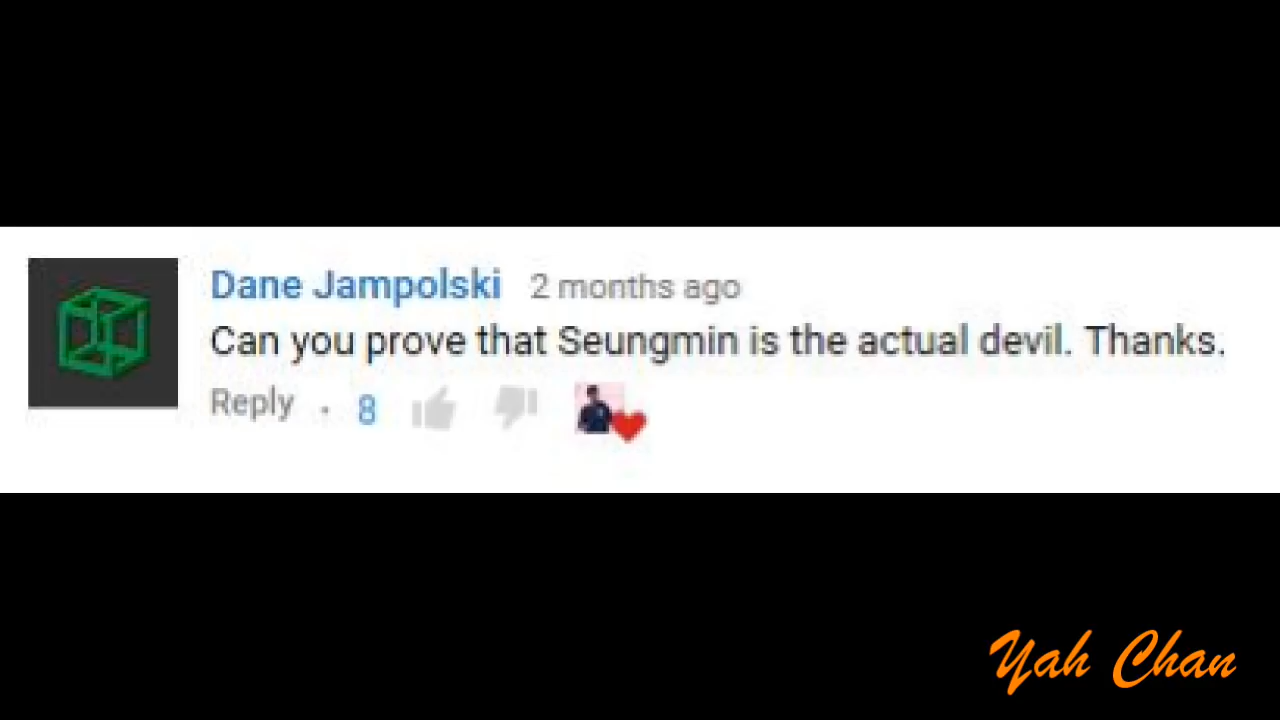 Dane Jampolski 2 months ago
Can you prove that Seungmin is the actual devil. Thanks.
Reply . 8
Yah Chan